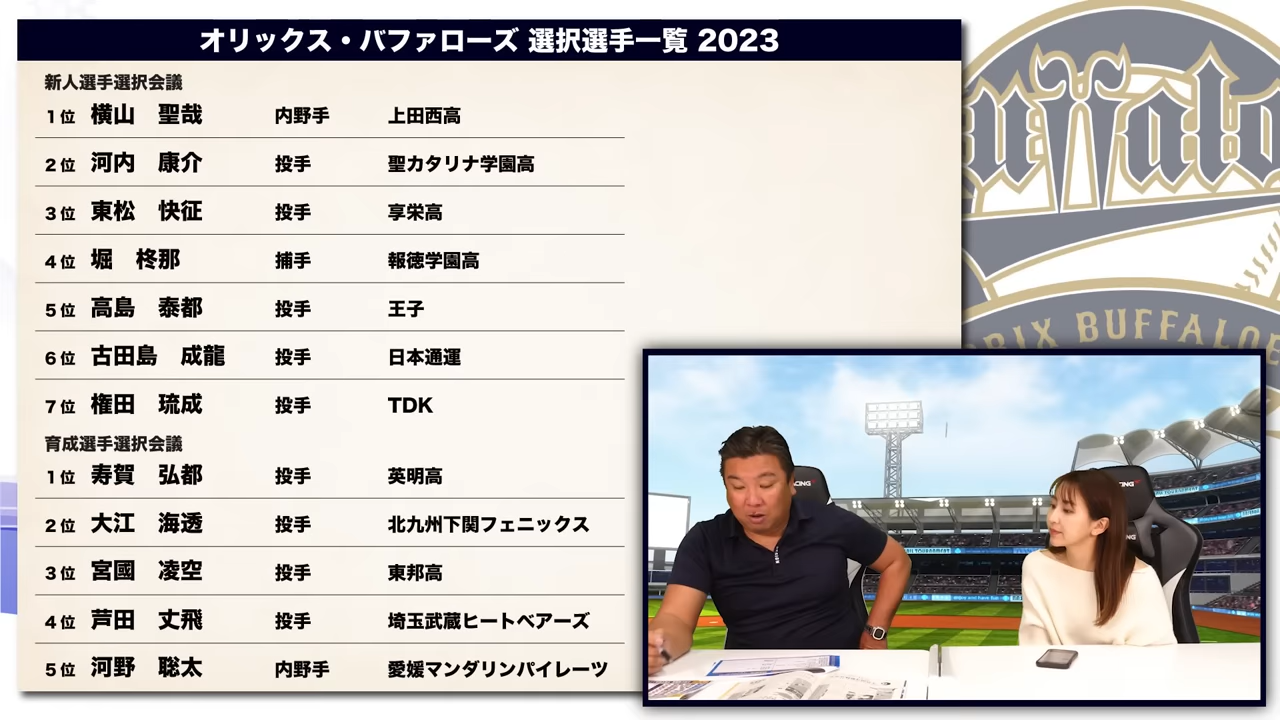 オリックス・バファローズ 選択選手一覧 2023
新人選手選択会議
1位 横山 聖哉 内野手 上田西高
2位 河内 康介 投手 聖カタリナ学園高
3位 東松 快征 投手 享栄高
4位 堀 柊那 捕手 報徳学園高
5位 高島 泰都 投手 王子
6位 古田島 成龍 投手 日本通運
7位 権田 琉成 投手 TDK
育成選手選択会議
1位 寿賀 弘都 投手 英明高
2位 大江 海透 投手 北九州下関フェニックス
3位 宮國 凌空 投手 東邦高
4位 芦田 丈飛 投手 埼玉武蔵ヒートベアーズ
5位 河野 聡太 内野手 愛媛マンダリンパイレーツ
uffalo
RIX BUFFALOE
CING
ING